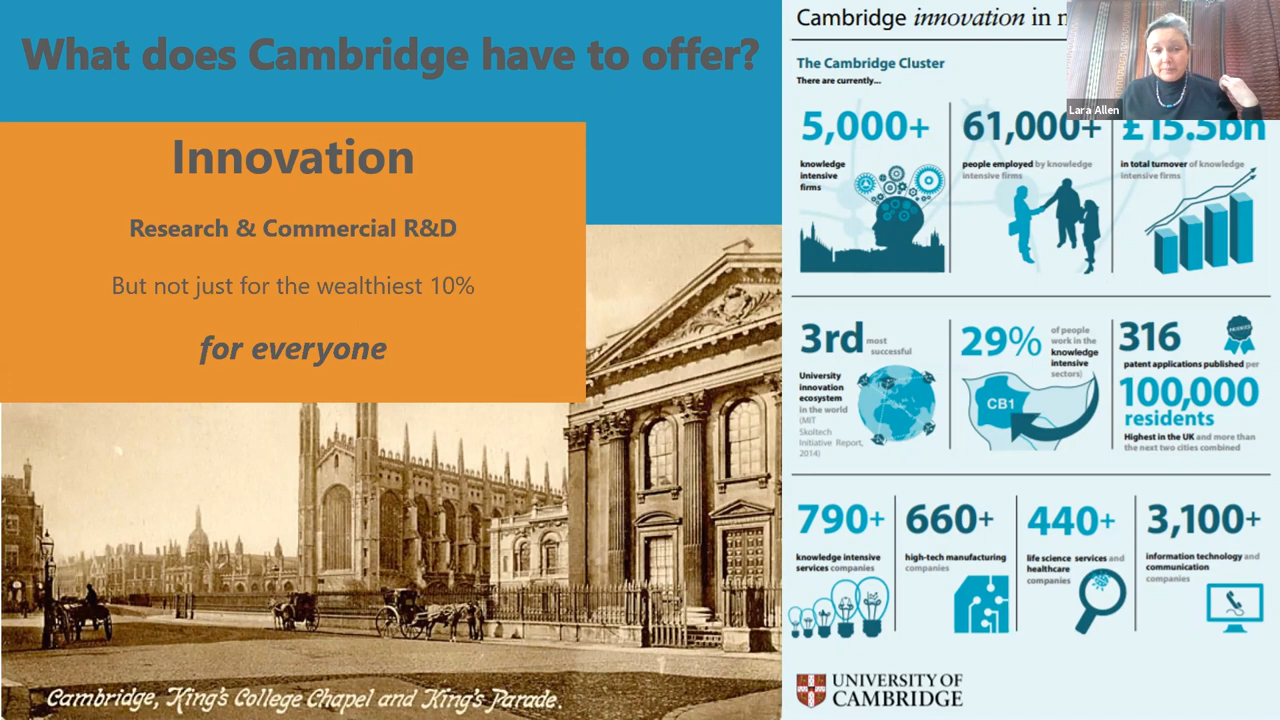 What does Cambridge have to offer?
Innovation
Research & Commercial R&D
But not just for the wealthiest 10%
for everyone
Cambridge, King's College Chapel and King's Parade.
Cambridge innovation in
Lara Allen
The Cambridge Cluster
There are currently...
5,000+
knowledge
intensive
firms
61,000+
people employed by knowledge
intensive firms
£15.5bn
in total turnover of knowledge
intensive firms
3rd most
successful
University
innovation
ecosystem
in the world
(MIT
Skoltech
Initiative Report,
2014)
29%
of people
work in the
knowledge
intensive
sectors)
CB1
316
patent applications published per
100,000
residents
Highest in the UK and more than
the next two cities combined
790+
knowledge intensive
services companies
660+
high-tech manufacturing
companies
440+
life science services and
healthcare
companies
3,100+
information technology and
communication
companies
UNIVERSITY OF
CAMBRIDGE